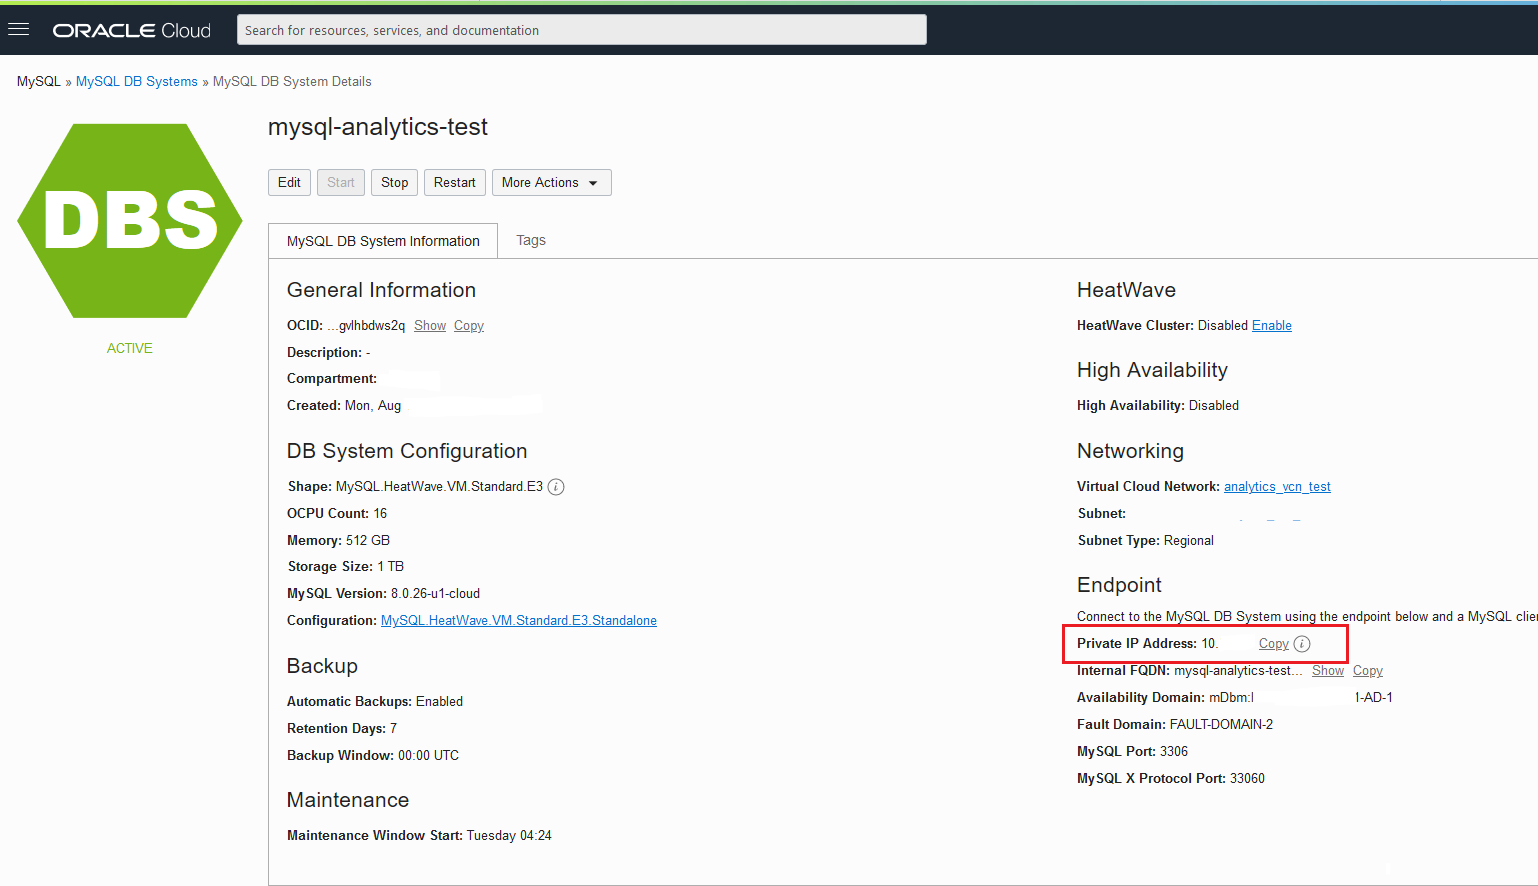 ORACLE Cloud
Search for resources, services, and documentation
MySQL » MySQL DB Systems » MySQL DB System Details
DBS
ACTIVE
mysql-analytics-test
Edit Start Stop Restart More Actions
MySQL DB System Information Tags
General Information
OCID: ...gvlhbdws2q Show Copy
Description: -
Compartment:
Created: Mon, Aug
DB System Configuration
Shape: MySQL.HeatWave.VM.Standard.E3
OCPU Count: 16
Memory: 512 GB
Storage Size: 1 TB
MySQL Version: 8.0.26-u1-cloud
Configuration: MySQL.HeatWave.VM.Standard.E3.Standalone
Backup
Automatic Backups: Enabled
Retention Days: 7
Backup Window: 00:00 UTC
Maintenance
Maintenance Window Start: Tuesday 04:24
HeatWave
HeatWave Cluster: Disabled Enable
High Availability
High Availability: Disabled
Networking
Virtual Cloud Network: analytics_vcn_test
Subnet:
Subnet Type: Regional
Endpoint
Connect to the MySQL DB System using the endpoint below and a MySQL clie
Private IP Address: 10. Copy
Internal FQDN: mysql-analytics-test... Show Copy
Availability Domain: mDbm: 1-AD-1
Fault Domain: FAULT-DOMAIN-2
MySQL Port: 3306
MySQL X Protocol Port: 33060